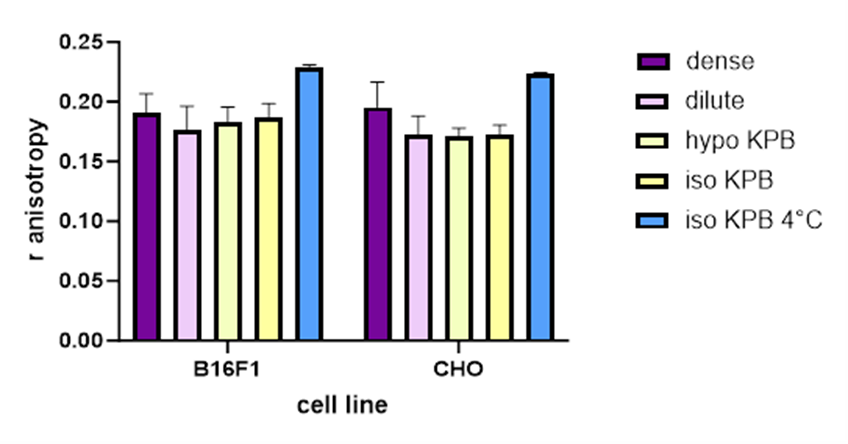 0.25
0.20
0.15
0.10
0.05
0.00
r anisotropy
B16F1
CHO
cell line
dense
dilute
hypo KPB
iso KPB
iso KPB 4°C